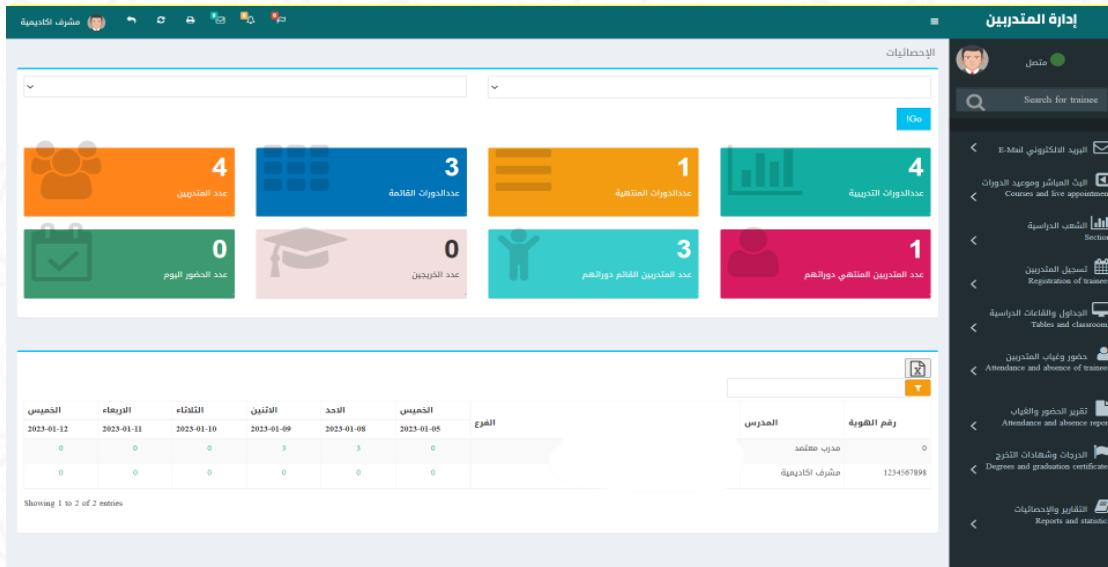 إدارة المتدربين
مشرف اكاديمية
متصل
Search for trainee
البريد الالكتروني E-Mail
البث المباشر وموعيد الدورات
Courses and live appointmen
الشعب الدراسية
Section
تسجيل المتدربين
Registration of trainee
الجداول والقاعات الدراسية
Tables and classroom
حضور وغياب المتدربين
Attendance and absence of trainee
تقرير الحضور والغياب
Attendance and absence repor
الدرجات وشهادات التخرج
Degrees and graduation certificate
التقارير والإحصائيات
Reports and statistic
الإحصائيات
!Go
4
عددالدورات التدريبية
1
عددالدورات المنتهية
3
عددالدورات القائمة
4
عدد المتدربين
1
عدد المتدربين المنتهي دوراتهم
3
عدد المتدربين القائم دوراتهم
0
عدد الخريجين
0
عدد الحضور اليوم
رقم الهوية المدرس الفرع الخميس الاحد الاثنين الثلاثاء الاربعاء الخميس
2023-01-05 2023-01-08 2023-01-09 2023-01-10 2023-01-11 2023-01-12
0 مدرب معتمد 0 3 3 0 0 0
1234567898 مشرف اكاديمية 0 0 0 0 0 0
Showing 1 to 2 of 2 entries